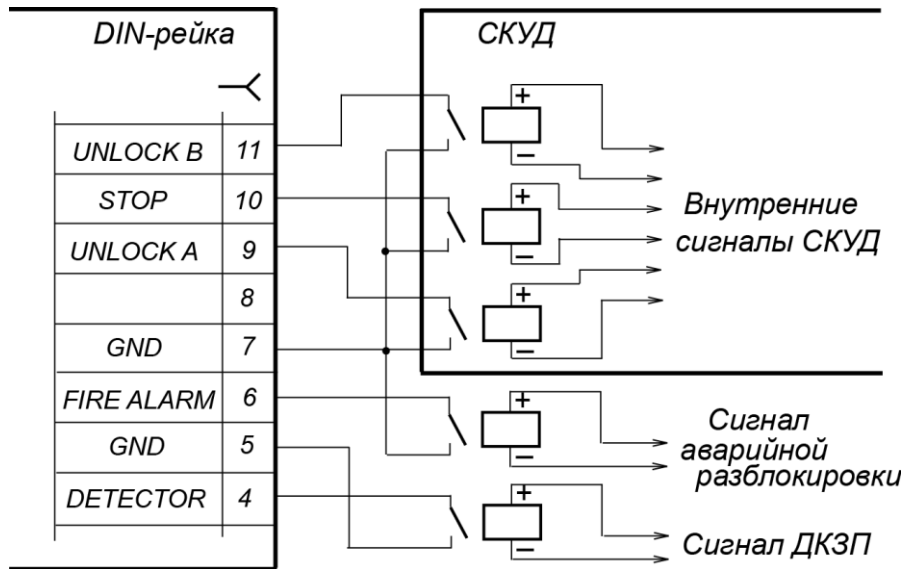 DIN-рейка
UNLOCK B 11
STOP 10
UNLOCK A 9
8
GND 7
FIRE ALARM 6
GND 5
DETECTOR 4
СКУД
+
−
+
−
+
−
Внутренние
сигналы СКУД
+
−
Сигнал
аварийной
разблокировки
+
−
Сигнал ДКЗП